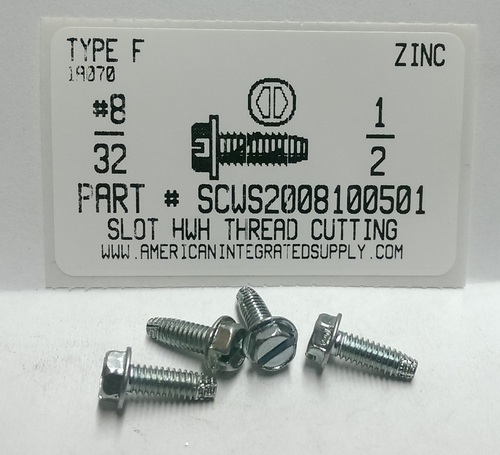 TYPE F
ZINC
19070
#8
32
1
2
PART # SCWS2008100501
SLOT HWH THREAD CUTTING
WWW.AMERICANINTEGRATEDSUPPLY.COM